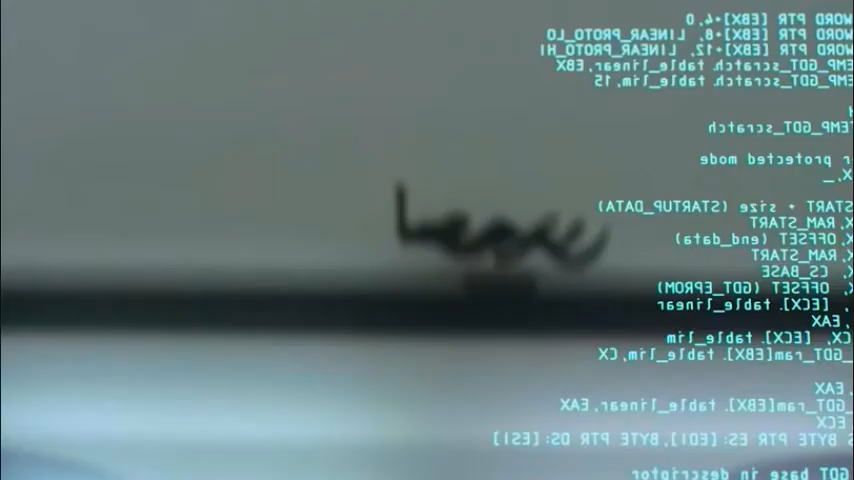 WORD PTR [EBX]+4,0
WORD PTR [EBX]+8, LINEAR_PROTO_LO
WORD PTR [EBX]+12, LINEAR_PROTO_HI
EMP_GDT_scratch. table_linear, EBX
EMP_GDT_scratch. table_lim, 15
TEMP_GDT_scratch
r protected mode
X,_
START + size (STARTUP_DATA)
X, RAM_START
X, OFFSET (end_data)
X, RAM_START
X, CS_BASE
X, OFFSET (GDT_EPROM)
, [ECX]. table_linear
, EAX
CX, [ECX]. table_lim
_GDT_ram[EBX]. table_lim, CX
, EAX
_GDT_ram[EBX]. table_linear, EAX
ECX
S BYTE PTR ES: [EDI], BYTE PTR DS: [ESI]
GDT base in descriptor